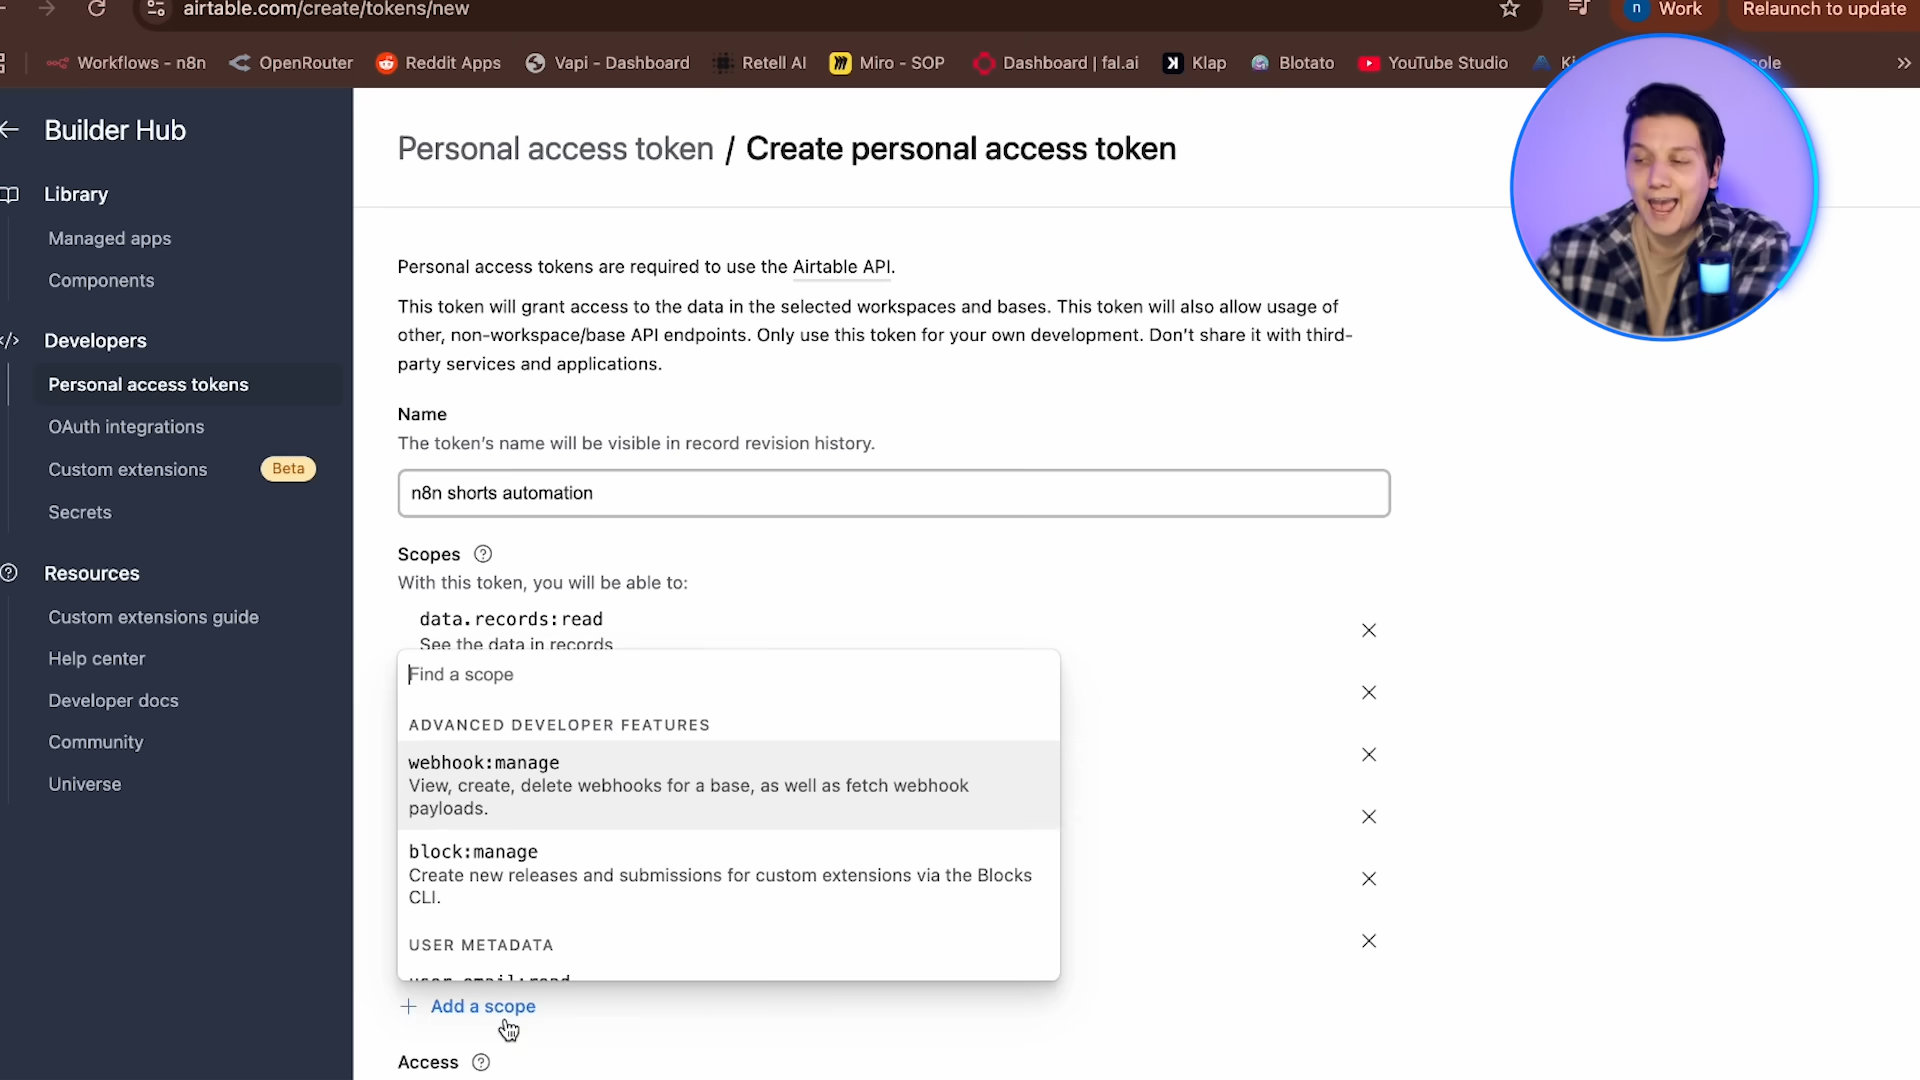 airtable.com/create/tokens/new
n Work
Relaunch to update
Workflows - n8n
OpenRouter
Reddit Apps
Vapi - Dashboard
Retell AI
Miro - SOP
Dashboard | fal.ai
Klap
Blotato
YouTube Studio
Builder Hub
Library
Managed apps
Components
Developers
Personal access tokens
OAuth integrations
Custom extensions Beta
Secrets
Resources
Custom extensions guide
Help center
Developer docs
Community
Universe
Personal access token / Create personal access token
Personal access tokens are required to use the Airtable API.
This token will grant access to the data in the selected workspaces and bases. This token will also allow usage of
other, non-workspace/base API endpoints. Only use this token for your own development. Don't share it with third-
party services and applications.
Name
The token's name will be visible in record revision history.
n8n shorts automation
Scopes
With this token, you will be able to:
data.records:read
See the data in records
Find a scope
ADVANCED DEVELOPER FEATURES
webhook:manage
View, create, delete webhooks for a base, as well as fetch webhook
payloads.
block:manage
Create new releases and submissions for custom extensions via the Blocks
CLI.
USER METADATA
user.email:read
+ Add a scope
Access